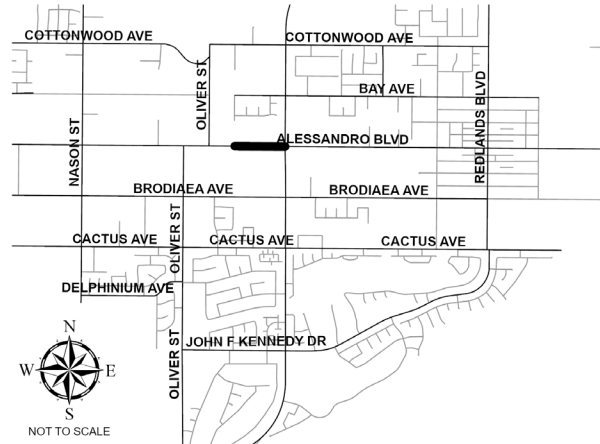 COTTONWOOD AVE
COTTONWOOD AVE
BAY AVE
OLIVER ST
REDLANDS BLVD
NASON ST
ALESSANDRO BLVD
BRODIAEA AVE
BRODIAEA AVE
OLIVER ST
CACTUS AVE
CACTUS AVE
CACTUS AVE
DELPHINIUM AVE
JOHN F KENNEDY DR
OLIVER ST
N
W
E
S
NOT TO SCALE